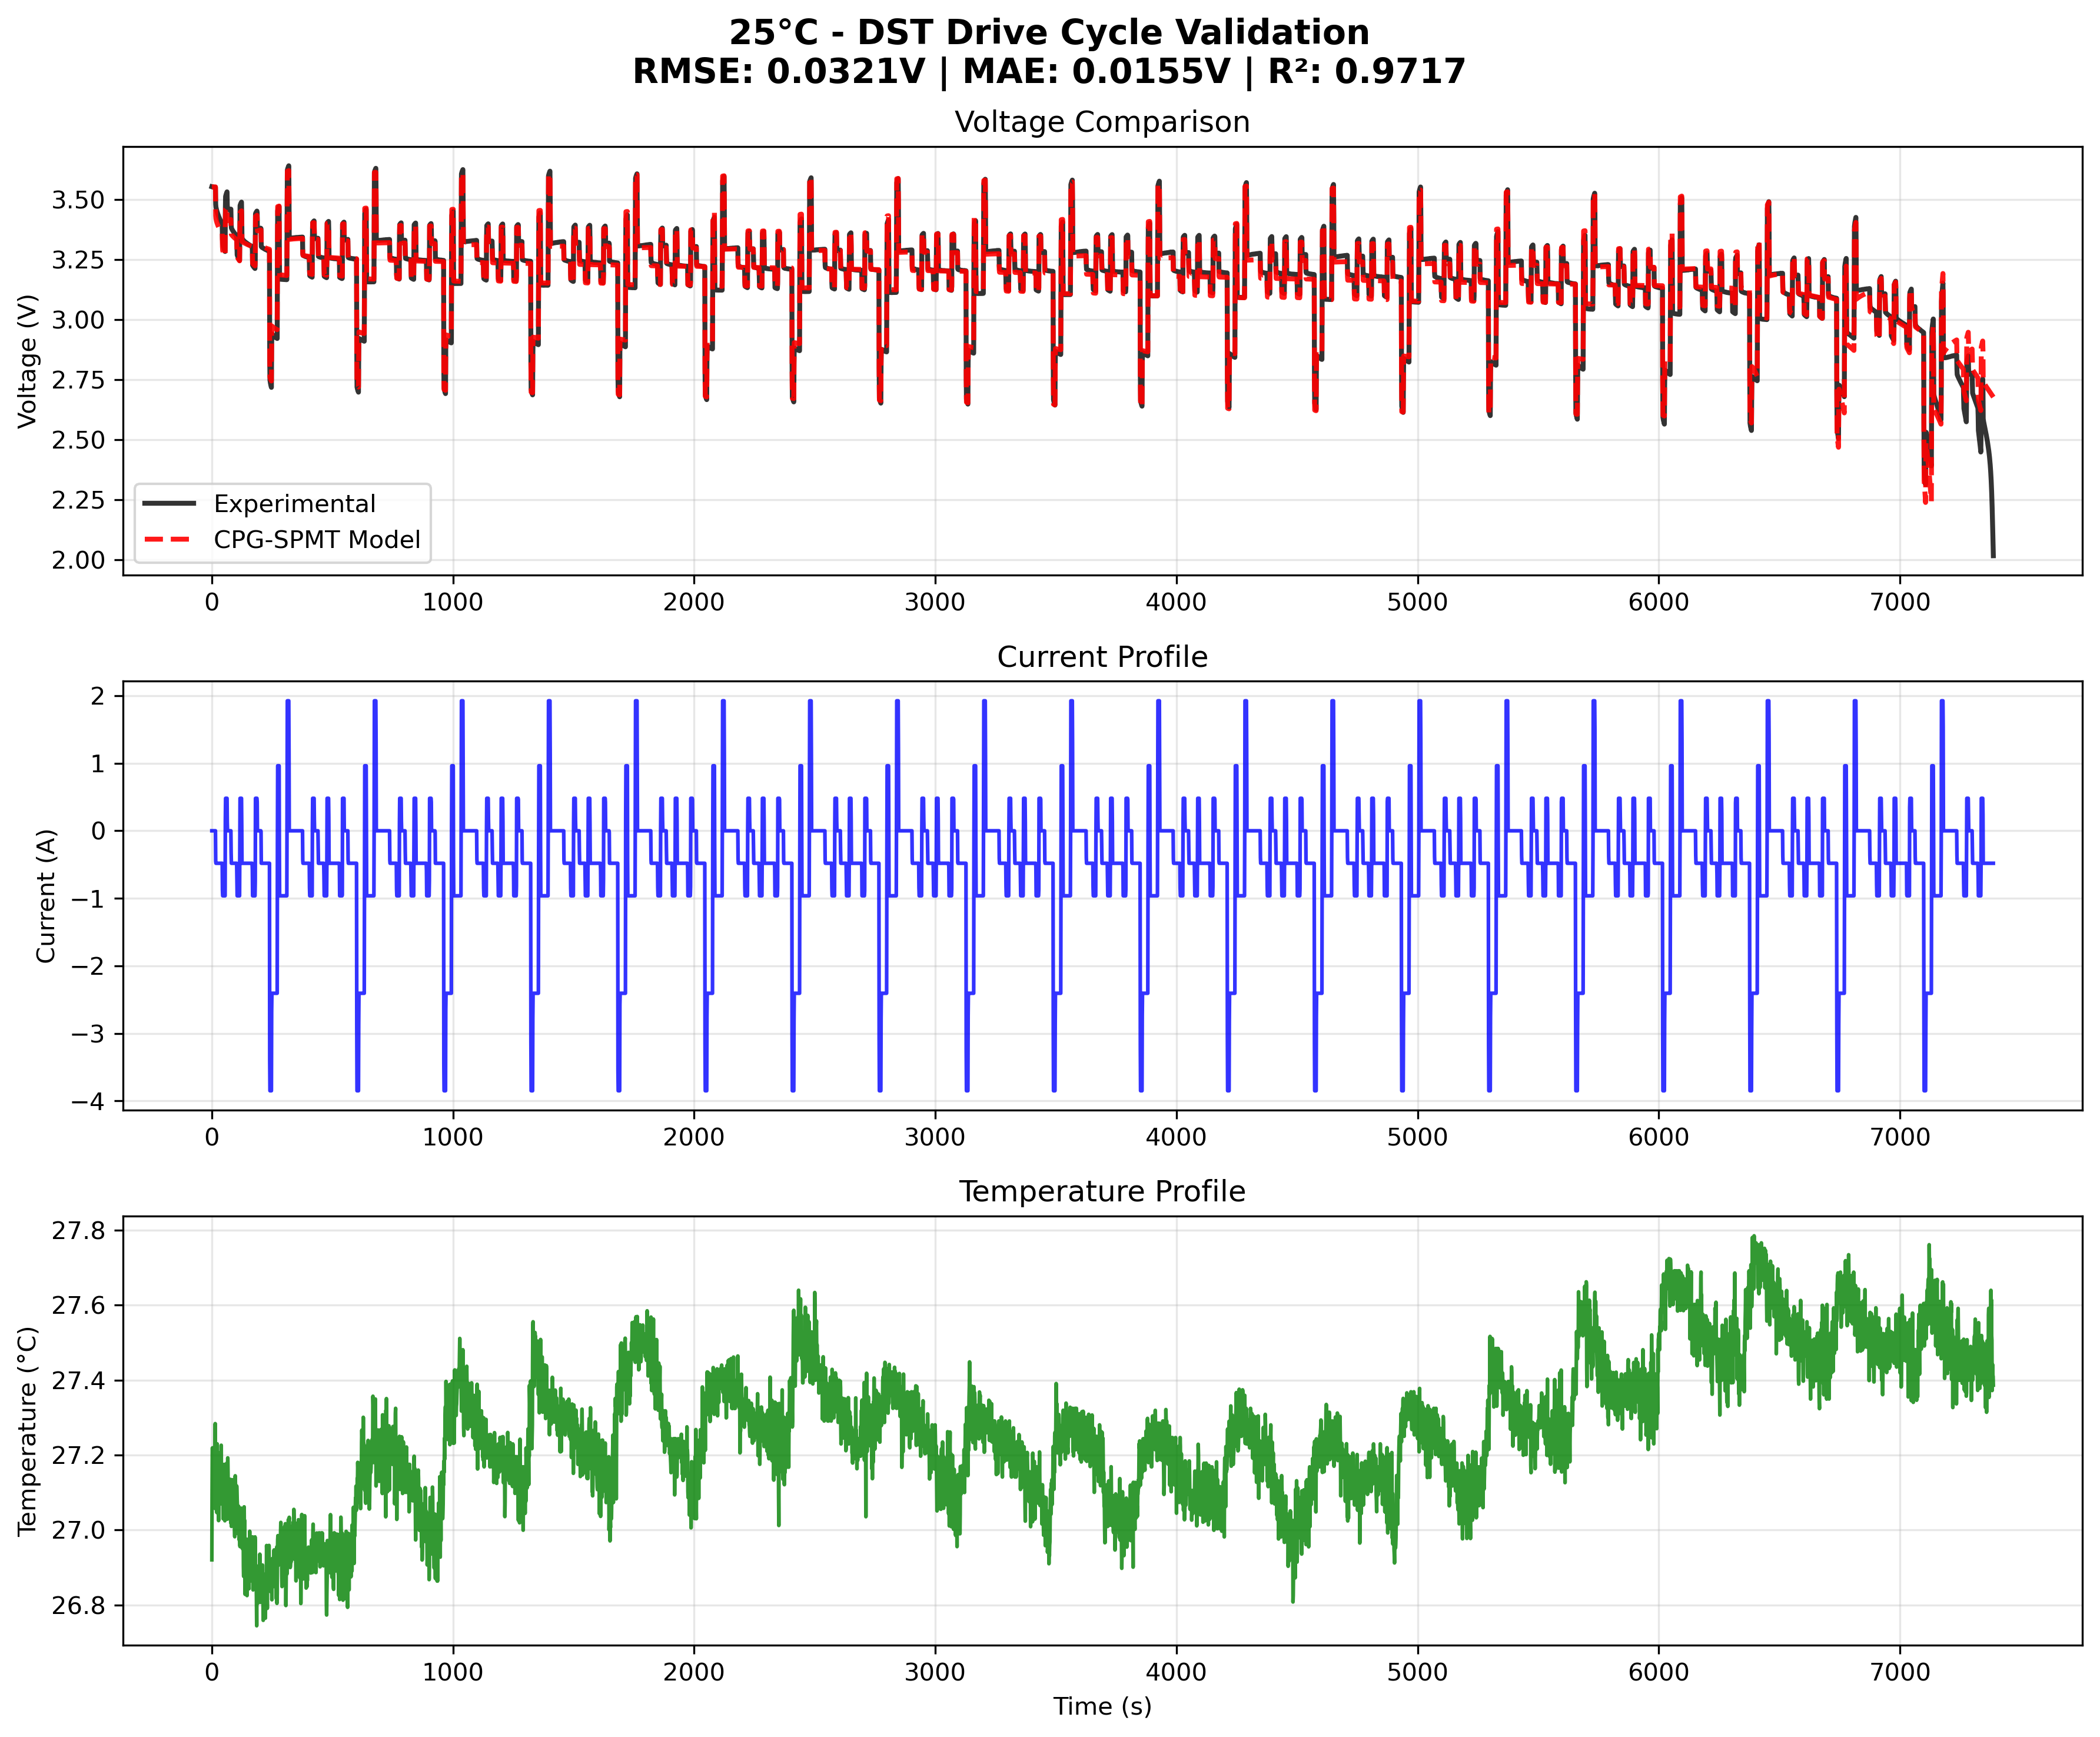 25°C - DST Drive Cycle Validation
RMSE: 0.0321V | MAE: 0.0155V | R²: 0.9717
Voltage Comparison
Voltage (V)
3.50
3.25
3.00
2.75
2.50
2.25
2.00
Experimental
CPG-SPMT Model
0 1000 2000 3000 4000 5000 6000 7000
Current Profile
Current (A)
2
1
0
−1
−2
−3
−4
0 1000 2000 3000 4000 5000 6000 7000
Temperature Profile
Temperature (°C)
27.8
27.6
27.4
27.2
27.0
26.8
0 1000 2000 3000 4000 5000 6000 7000
Time (s)